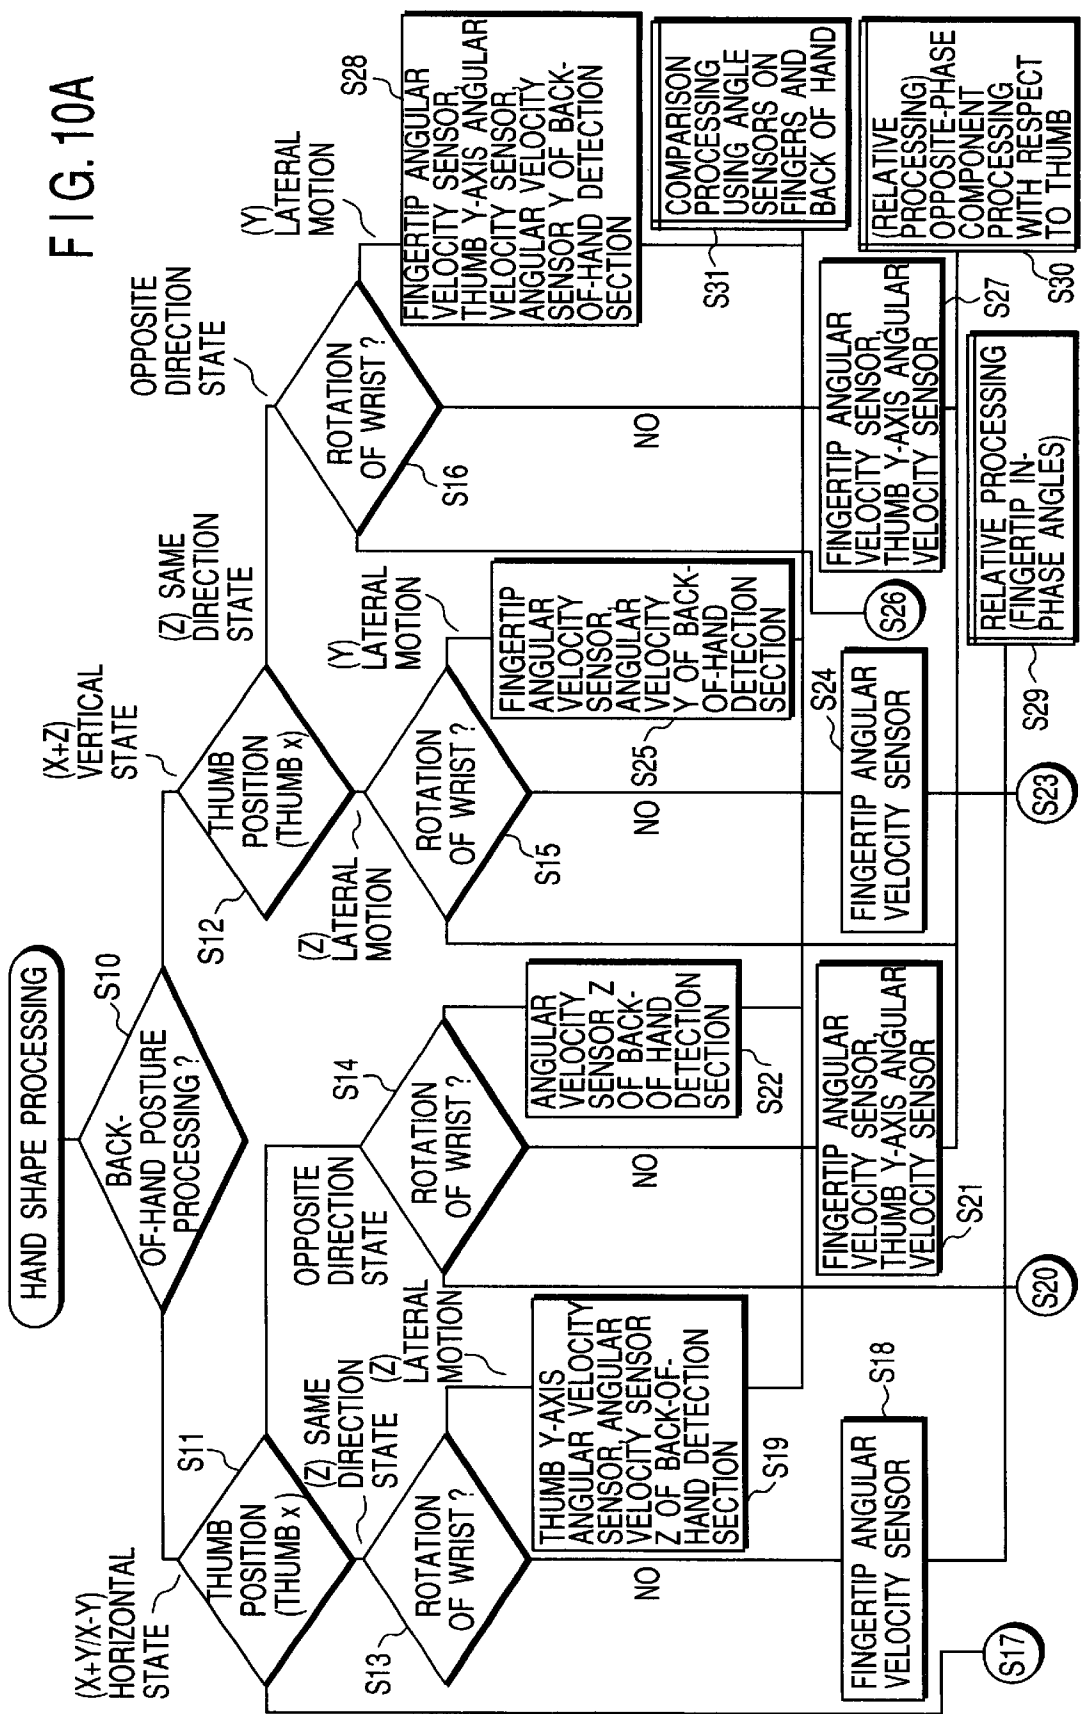 FIG. 10A
HAND SHAPE PROCESSING
S10
BACK-
OF-HAND POSTURE
PROCESSING ?
(X+Y/X-Y)
HORIZONTAL
STATE
S11
THUMB
POSITION
(THUMB x)
(X+Z)
VERTICAL
STATE
S12
THUMB
POSITION
(THUMB x)
(Z) SAME
DIRECTION
STATE
S13
ROTATION
OF WRIST ?
(Z)
LATERAL
MOTION
OPPOSITE
DIRECTION
STATE
S14
ROTATION
OF WRIST ?
(Z)
LATERAL
MOTION
S15
ROTATION
OF WRIST ?
(Y)
LATERAL
MOTION
(Z) SAME
DIRECTION
STATE
OPPOSITE
DIRECTION
STATE
S16
ROTATION
OF WRIST ?
(Y)
LATERAL
MOTION
S28
FINGERTIP ANGULAR
VELOCITY SENSOR,
THUMB Y-AXIS ANGULAR
VELOCITY SENSOR,
ANGULAR VELOCITY
SENSOR Y OF BACK-
OF-HAND DETECTION
SECTION
THUMB Y-AXIS
ANGULAR VELOCITY
SENSOR, ANGULAR
VELOCITY SENSOR
Z OF BACK-OF-
HAND DETECTION
SECTION
S19
NO
ANGULAR
VELOCITY
SENSOR Z
OF BACK-
OF HAND
DETECTION
SECTION
S22
NO
FINGERTIP
ANGULAR
VELOCITY
SENSOR,
ANGULAR
VELOCITY
Y OF BACK-
OF-HAND
DETECTION
SECTION
S25
NO
NO
COMPARISON
PROCESSING
USING ANGLE
SENSORS ON
FINGERS AND
BACK OF HAND
S31
S18
FINGERTIP ANGULAR
VELOCITY SENSOR
FINGERTIP ANGULAR
VELOCITY SENSOR,
THUMB Y-AXIS ANGULAR
VELOCITY SENSOR
S21
S24
FINGERTIP ANGULAR
VELOCITY SENSOR
S26
FINGERTIP ANGULAR
VELOCITY SENSOR,
THUMB Y-AXIS ANGULAR
VELOCITY SENSOR
S27
(RELATIVE
PROCESSING)
OPPOSITE-PHASE
COMPONENT
PROCESSING
WITH RESPECT
TO THUMB
S30
RELATIVE PROCESSING
(FINGERTIP IN-
PHASE ANGLES)
S29
S17
S20
S23